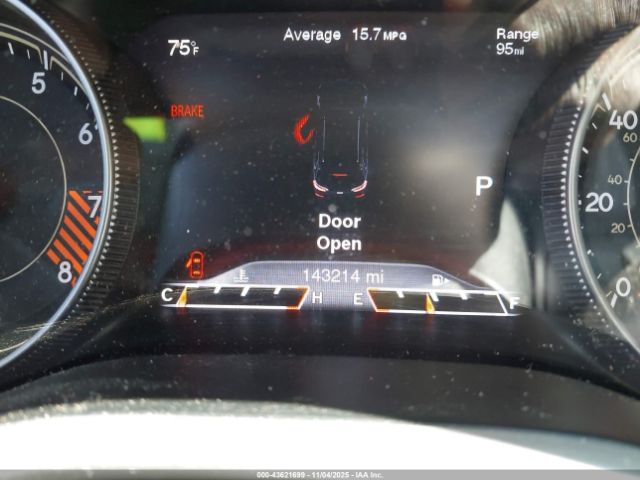 75°F
Average 15.7 MPG
Range
95mi
BRAKE
5
6
7
8
P
40
60
40
20
20
0
Door
Open
143214 mi
C H E F
000-43621699 - 11/04/2025 - IAA Inc.